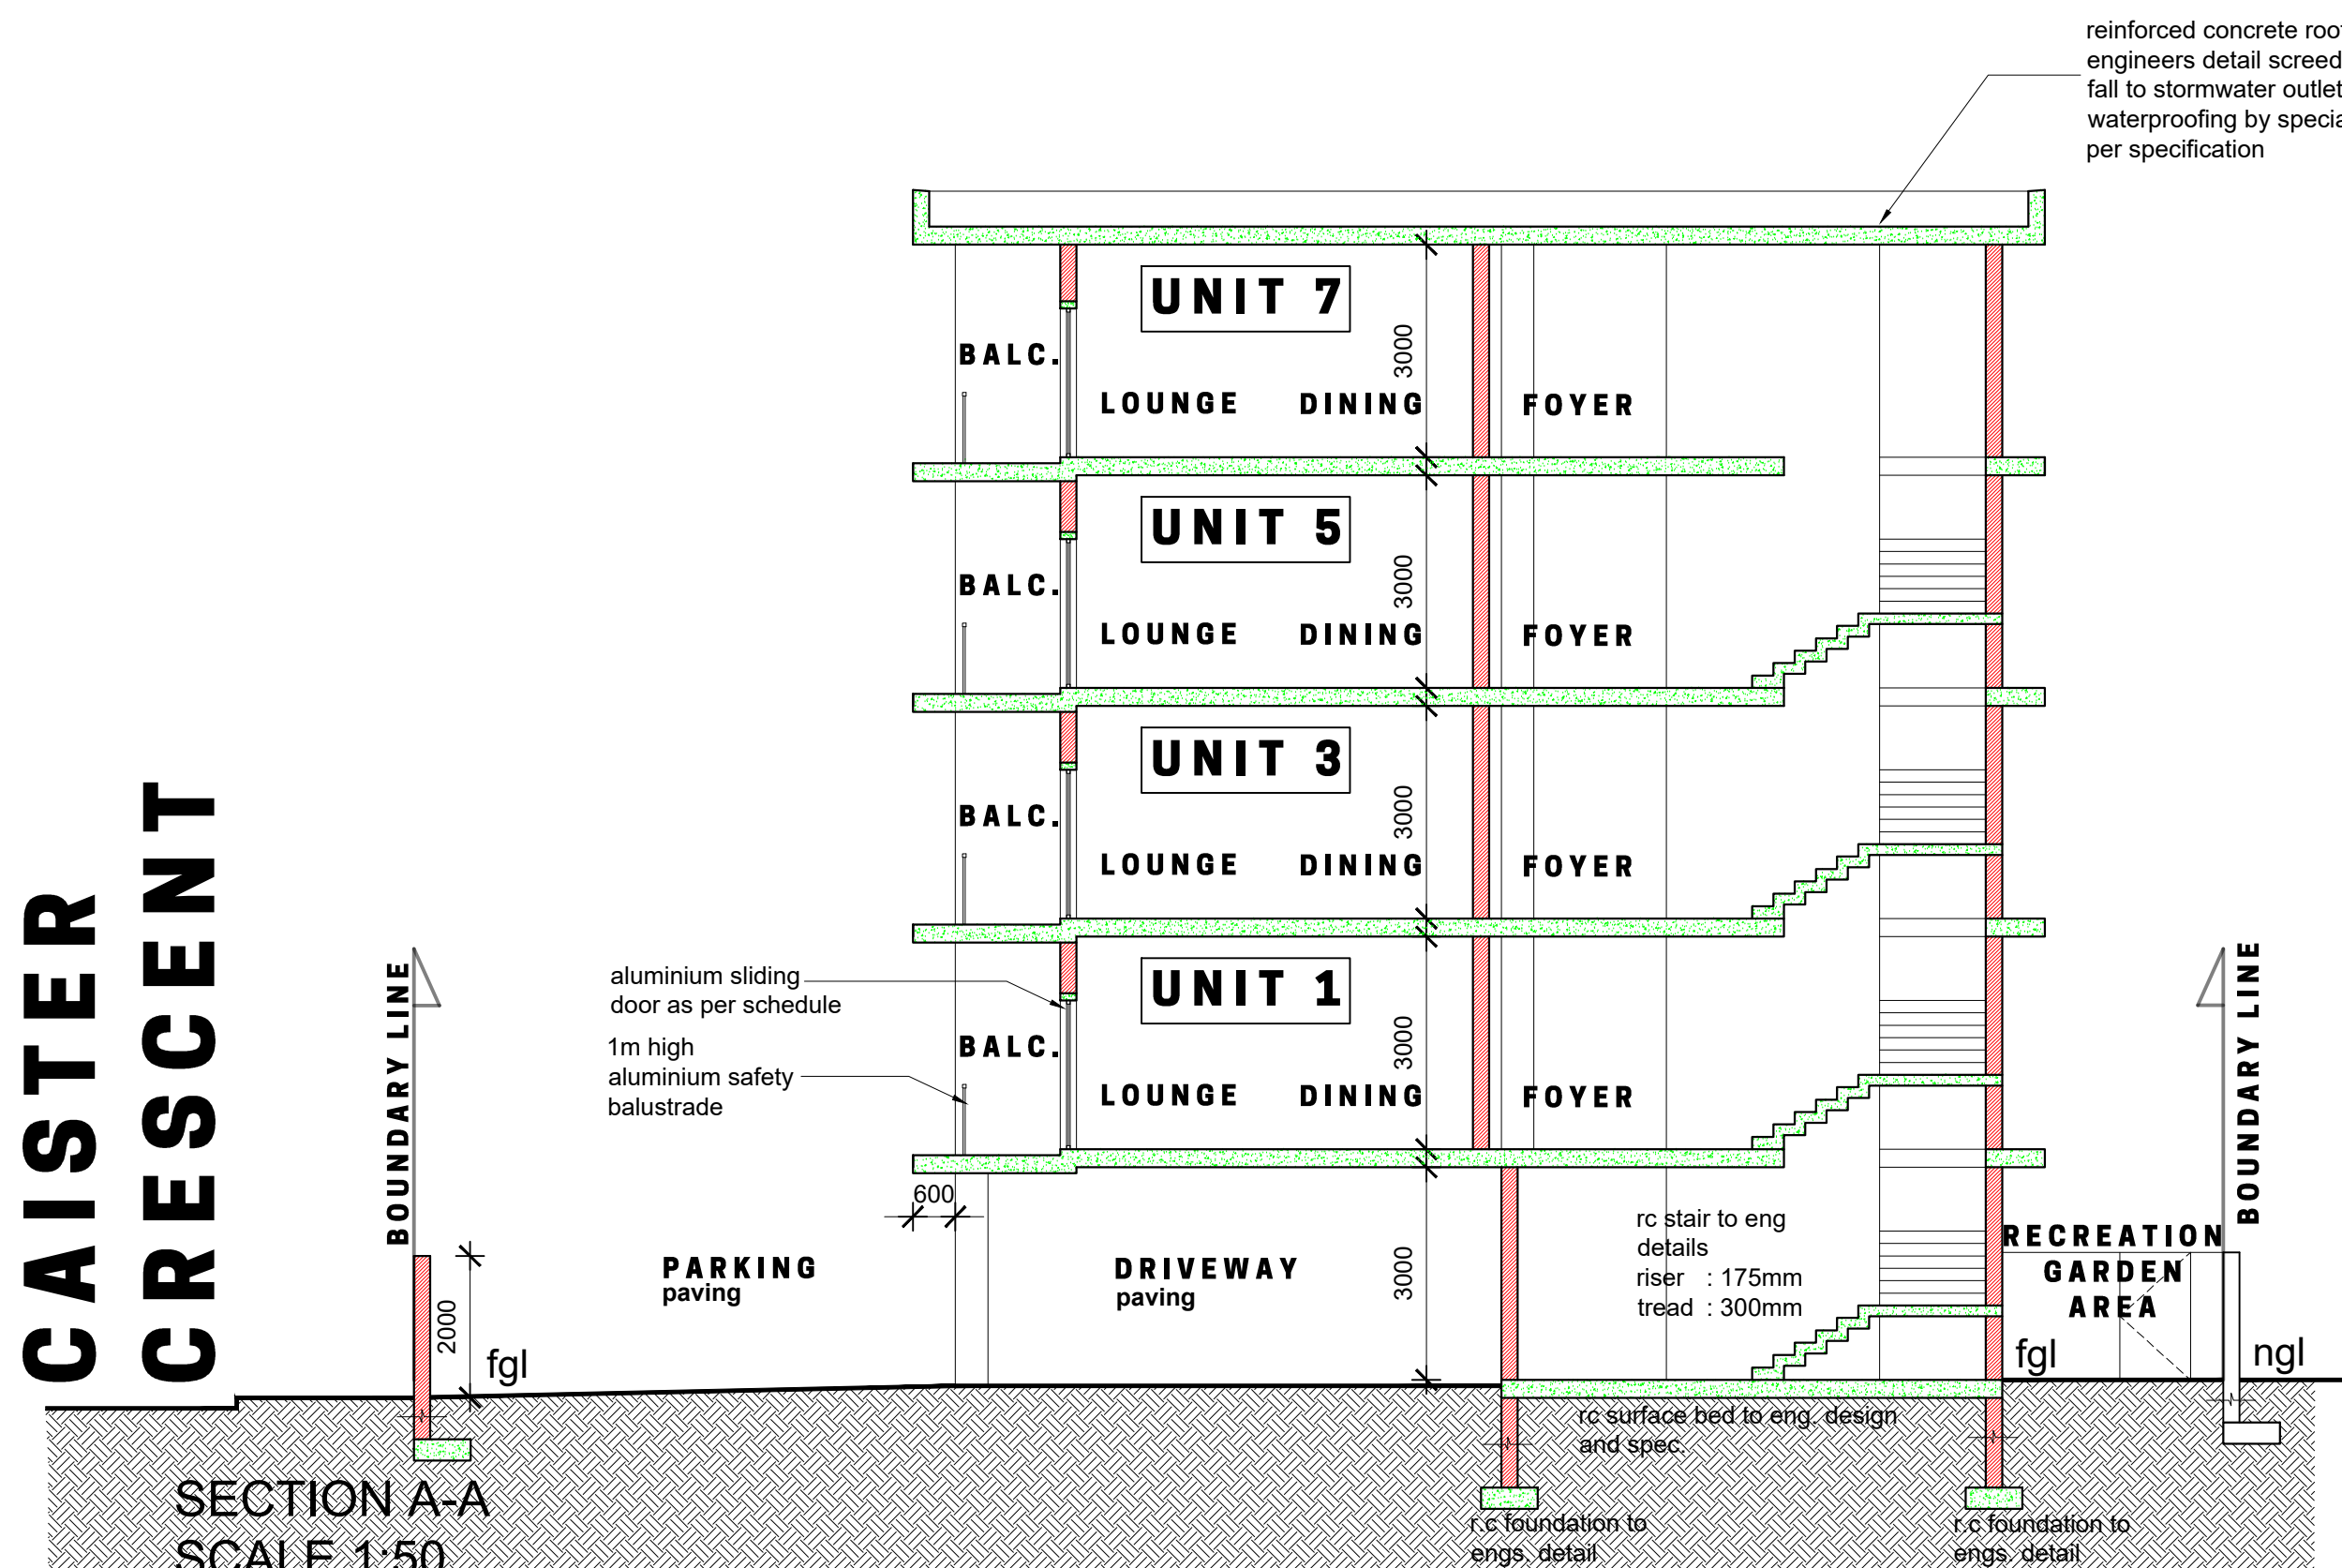 reinforced concrete roof
engineers detail screed
fall to stormwater outlet
waterproofing by
per specification
UNIT 7
3000
BALC.
LOUNGE DINING FOYER
UNIT 5
3000
BALC.
LOUNGE DINING FOYER
UNIT 3
3000
BALC.
LOUNGE DINING FOYER
CAISTER
CRESCENT
BOUNDARY LINE
aluminium sliding
door as per schedule
1m high
aluminium safety
balustrade
UNIT 1
3000
BALC.
LOUNGE DINING FOYER
BOUNDARY LINE
600
2000
fgl
PARKING
paving
DRIVEWAY
paving
3000
rc stair to eng
details
riser : 175mm
tread : 300mm
RECREATION
GARDEN
AREA
fgl
ngl
rc surface bed to eng. design
and spec.
SECTION A-A
SCALE 1:50
r.c foundation to
engs. detail
r.c foundation to
engs. detail